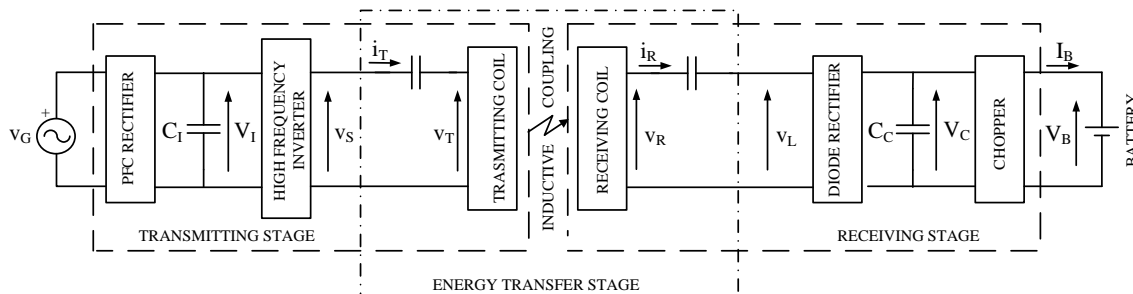 v_G
+
PFC RECTIFIER
C_I
V_I
HIGH FREQUENCY
INVERTER
v_S
i_T
v_T
TRASMITTING COIL
INDUCTIVE COUPLING
RECEIVING COIL
i_R
v_R
v_L
DIODE RECTIFIER
C_C
V_C
CHOPPER
I_B
V_B
BATTERY
TRANSMITTING STAGE
RECEIVING STAGE
ENERGY TRANSFER STAGE